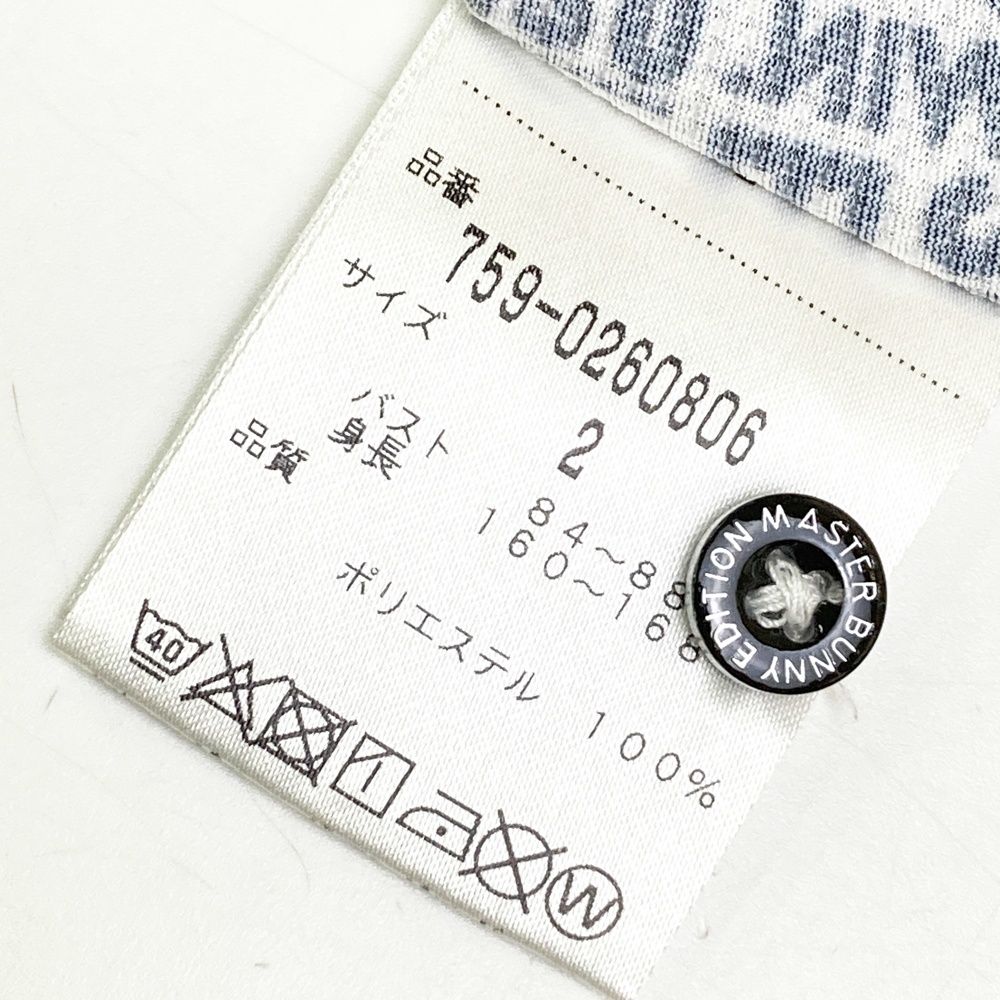 品番
759-0260806
サイズ
2
バスト 84〜88
身長 160〜168
品質
ポリエステル 100%
40
W
MASTER BUNNY EDITION